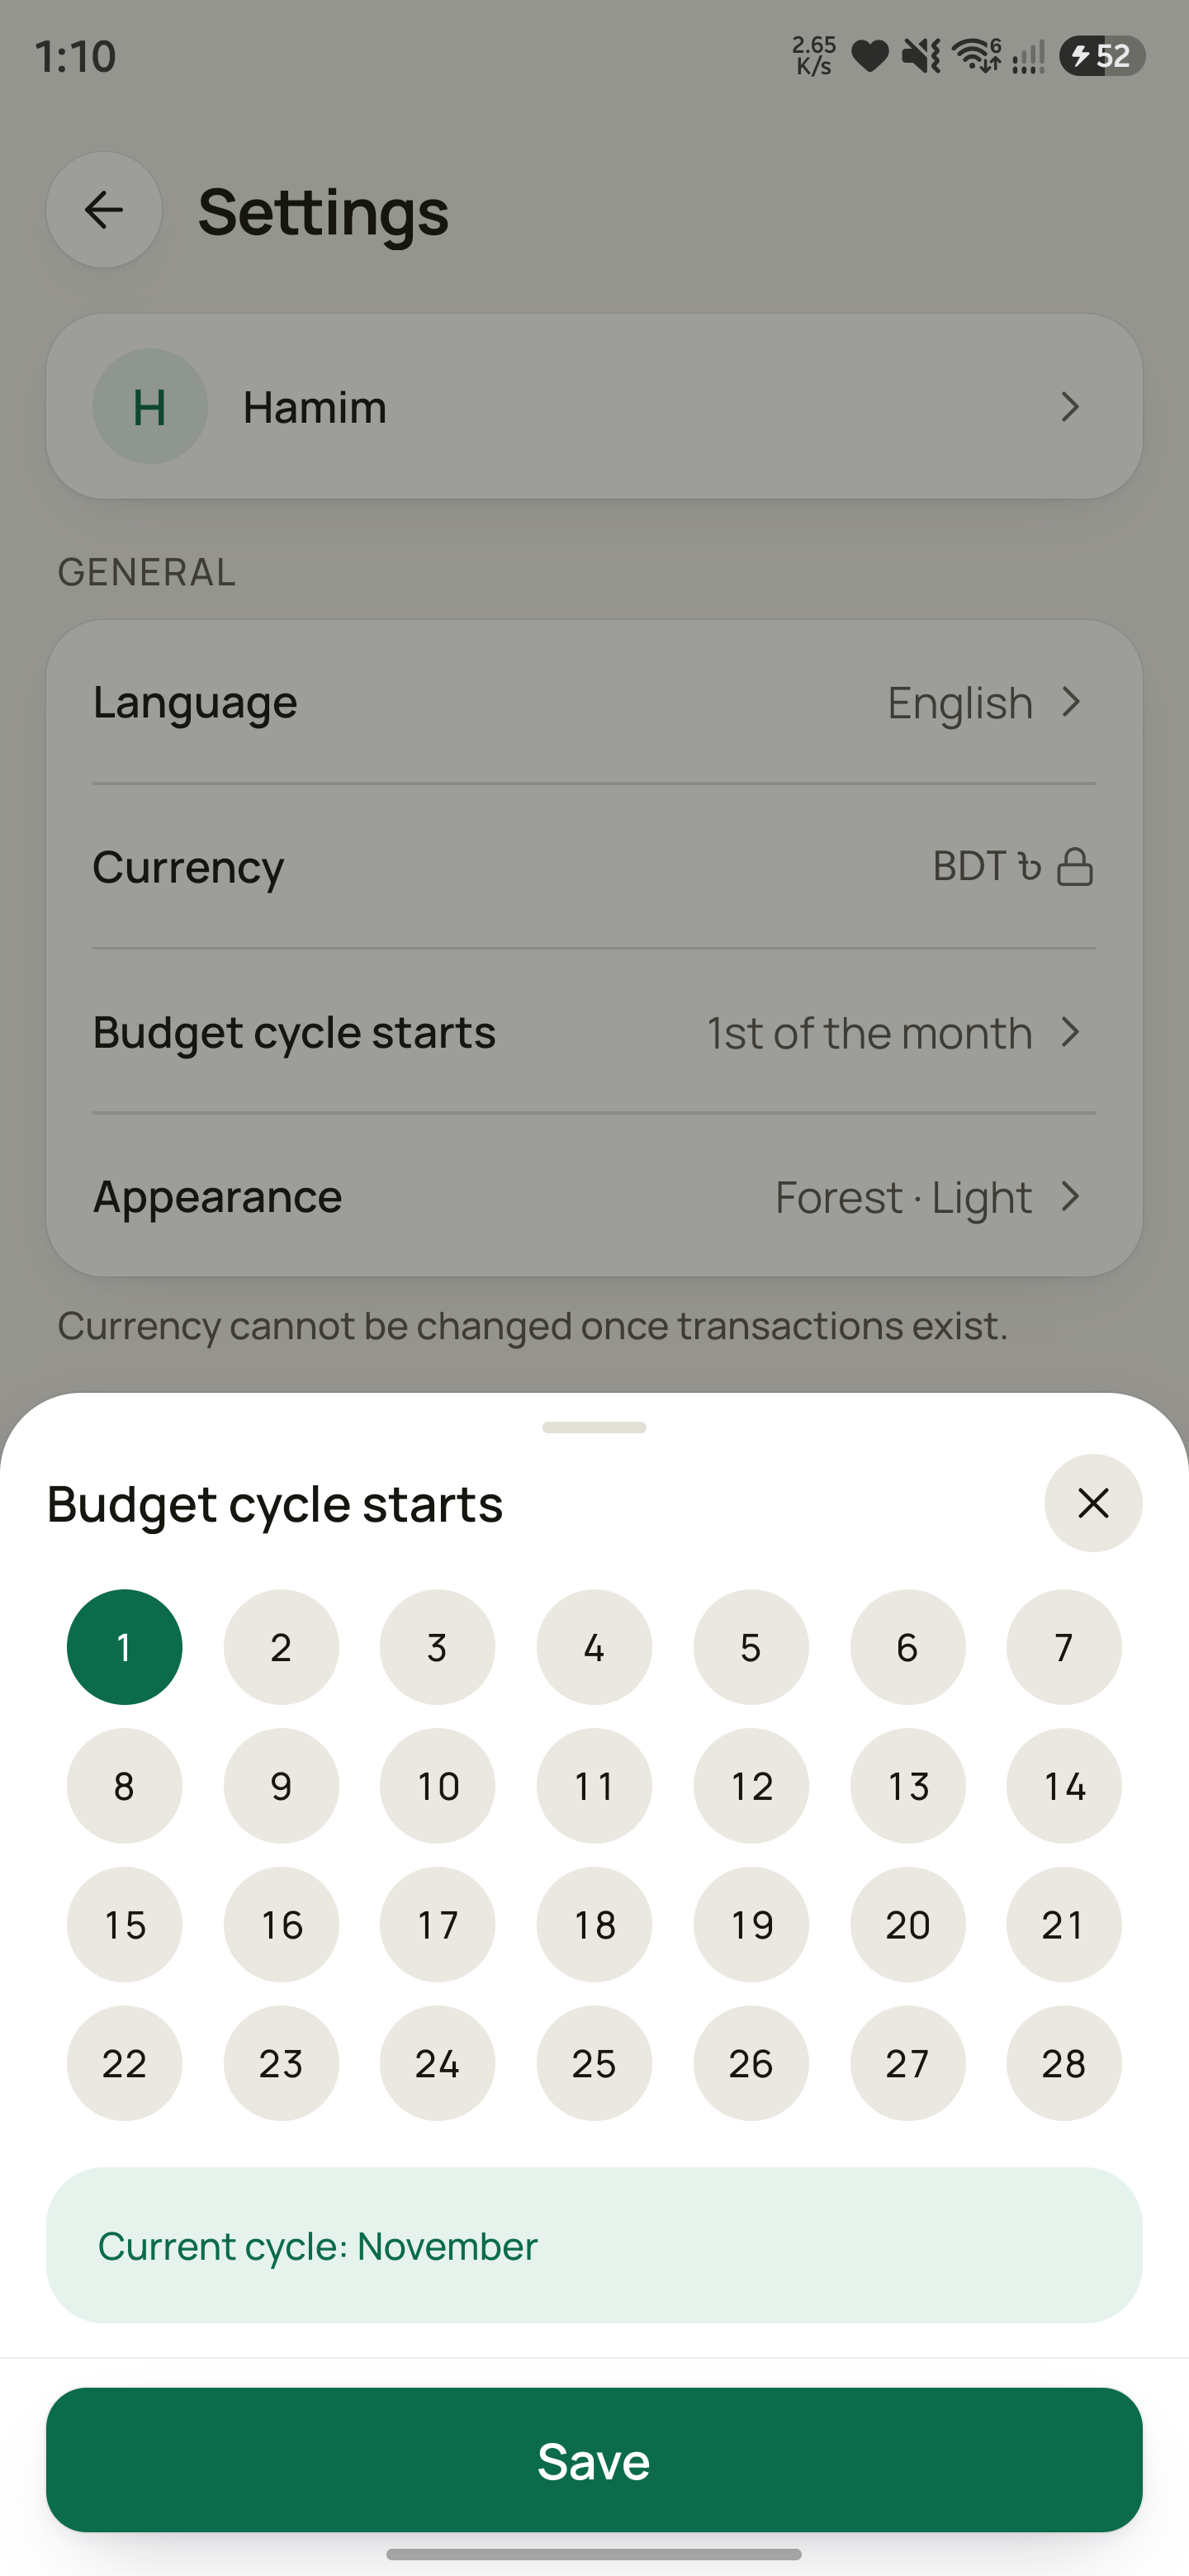 1:10
2.65
K/s
6
52
Settings
H
Hamim
GENERAL
Language
English
Currency
BDT ৳
Budget cycle starts
1st of the month
Appearance
Forest · Light
Currency cannot be changed once transactions exist.
Budget cycle starts
1 2 3 4 5 6 7
8 9 10 11 12 13 14
15 16 17 18 19 20 21
22 23 24 25 26 27 28
Current cycle: November
Save